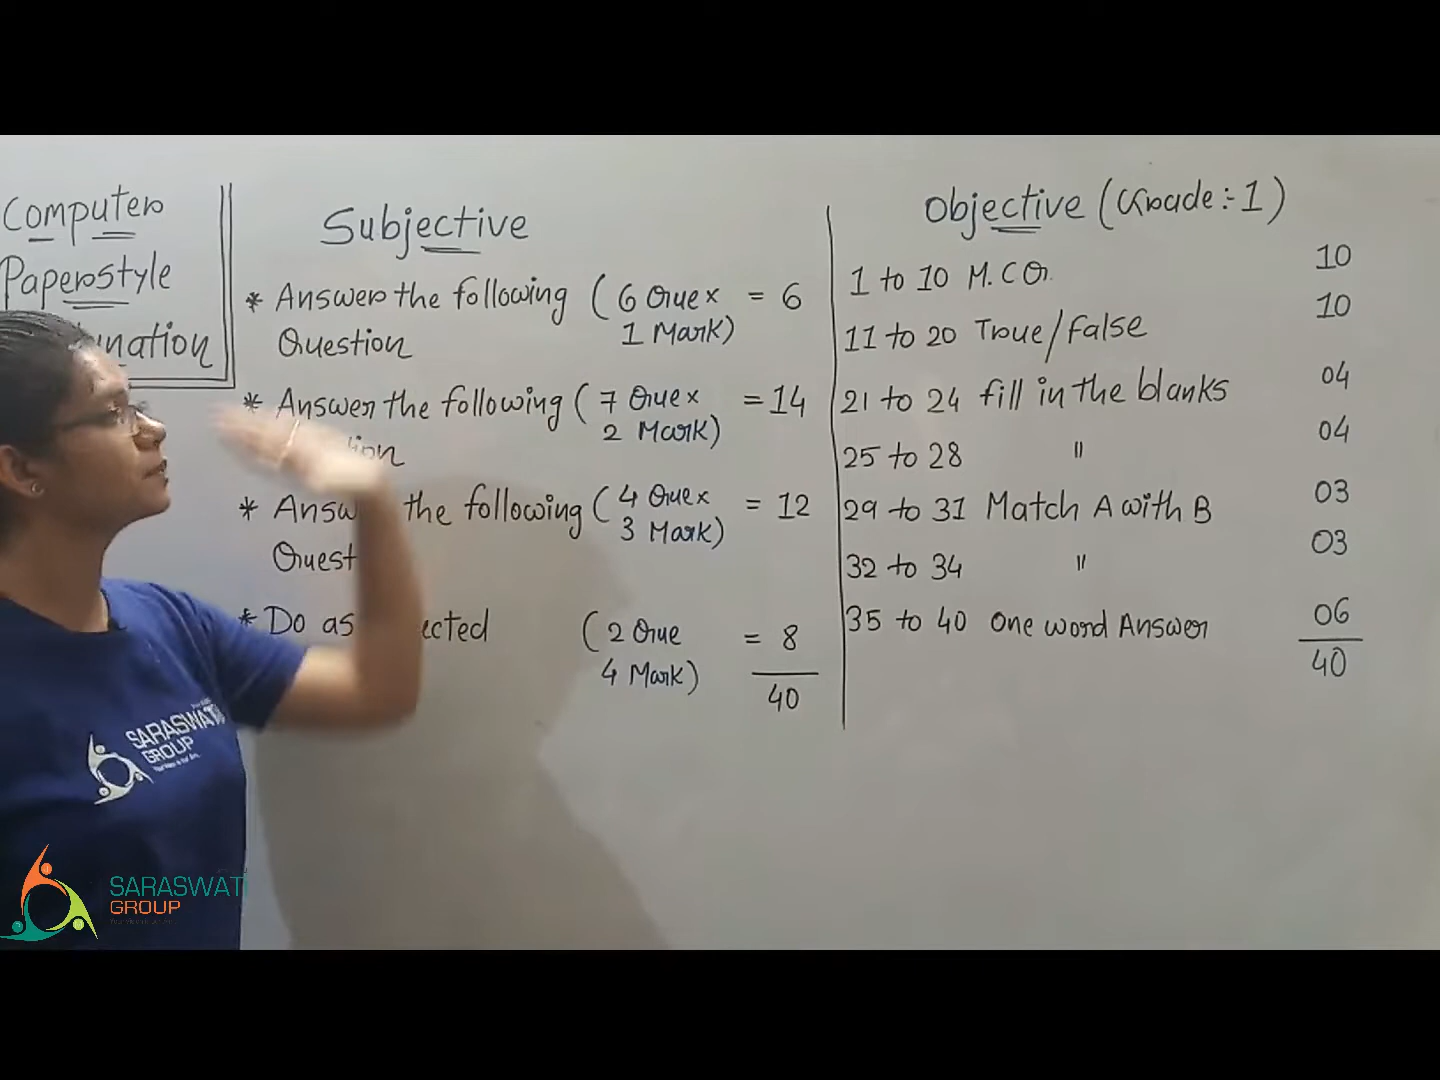 Computer
Paperstyle
nation
Subjective
* Answer the following (6 Que x = 6
Question 1 Mark)
* Answer the following (7 Que x = 14
tion 2 Mark)
* Answ the following (4 Que x = 12
Quest 3 Mark)
* Do as ected (2 Que = 8
4 Mark)
40
Objective (Grade:-1)
1 to 10 M.C.Q. 10
11 to 20 True/False 10
21 to 24 fill in the blanks 04
25 to 28 " 04
29 to 31 Match A with B 03
32 to 34 " 03
35 to 40 One word Answer 06
40
SARASWATI
GROUP
SARASWATI
GROUP